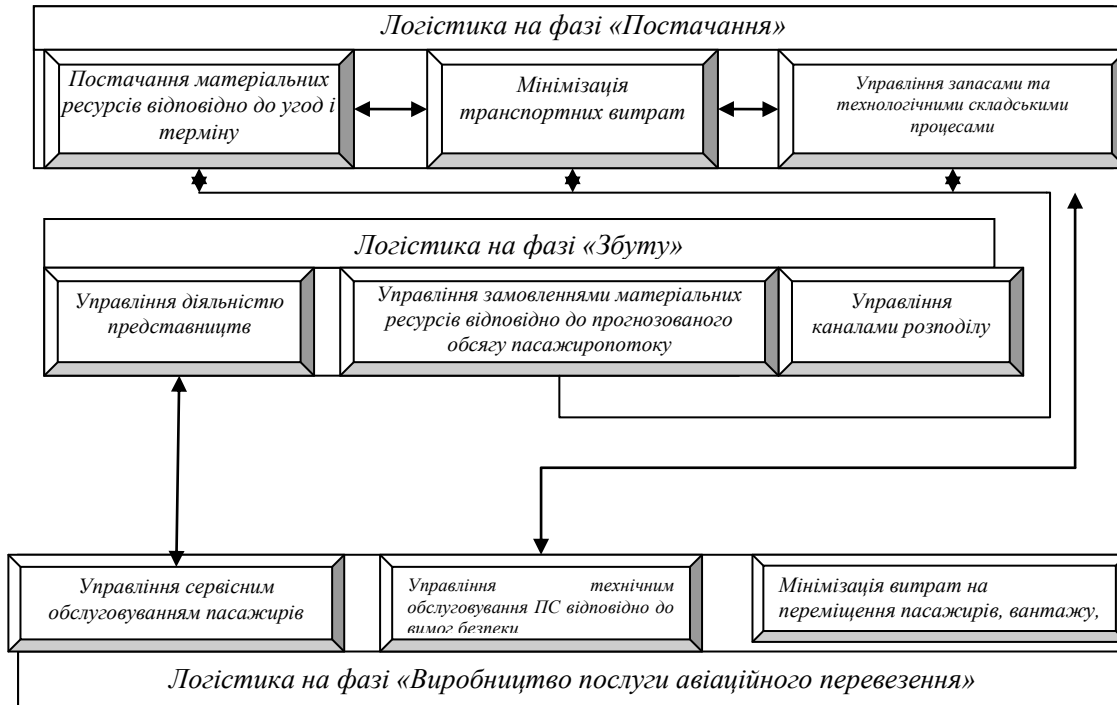 Логістика на фазі «Постачання»
Постачання матеріальних
ресурсів відповідно до угод і
терміну
Мінімізація
транспортних витрат
Управління запасами та
технологічними складськими
процесами
Логістика на фазі «Збуту»
Управління діяльністю
представництв
Управління замовленнями матеріальних
ресурсів відповідно до прогнозованого
обсягу пасажиропотоку
Управління
каналами розподілу
Управління сервісним
обслуговуванням пасажирів
Управління технічним
обслуговування ПС відповідно до
вимог безпеки
Мінімізація витрат на
переміщення пасажирів, вантажу,
Логістика на фазі «Виробництво послуги авіаційного перевезення»